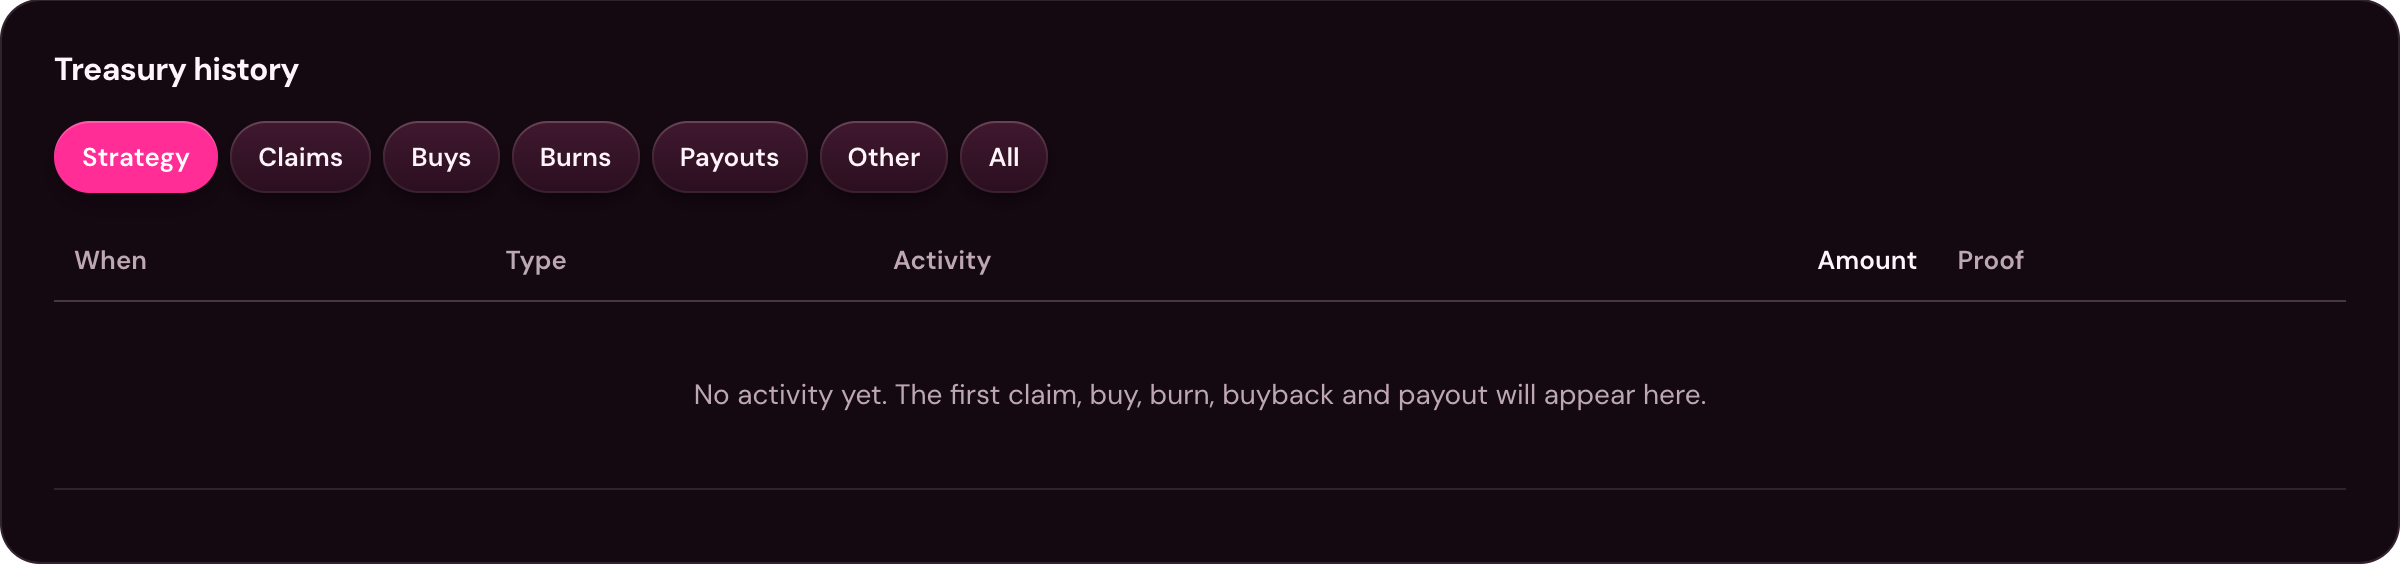 Treasury history
Strategy Claims Buys Burns Payouts Other All
When Type Activity Amount Proof
No activity yet. The first claim, buy, burn, buyback and payout will appear here.